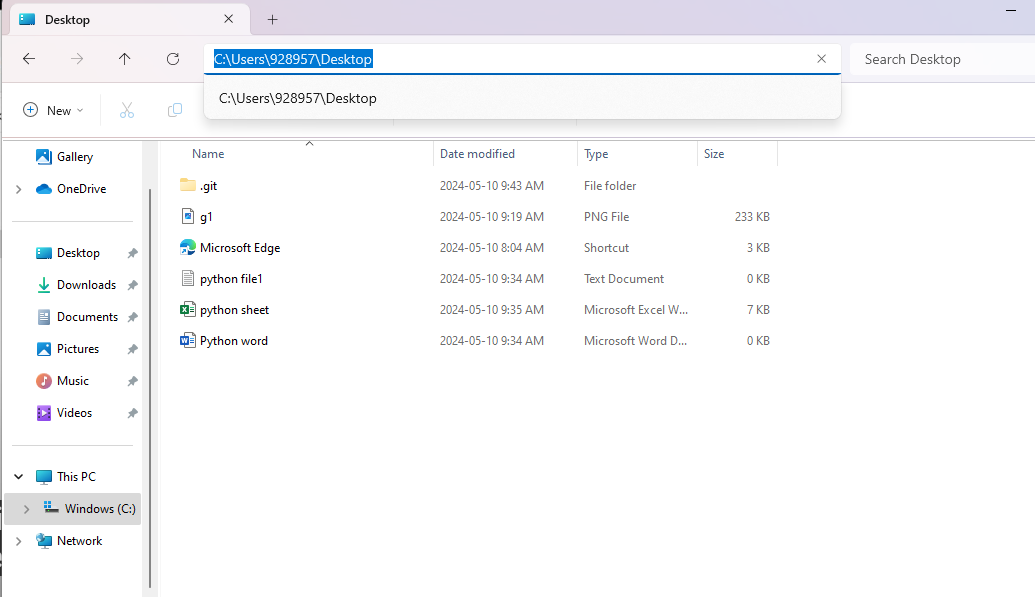 Desktop
C:\Users\928957\Desktop
Search Desktop
New
C:\Users\928957\Desktop
Gallery
OneDrive
Desktop
Downloads
Documents
Pictures
Music
Videos
This PC
Windows (C:)
Network
Name Date modified Type Size
.git 2024-05-10 9:43 AM File folder
g1 2024-05-10 9:19 AM PNG File 233 KB
Microsoft Edge 2024-05-10 8:04 AM Shortcut 3 KB
python file1 2024-05-10 9:34 AM Text Document 0 KB
python sheet 2024-05-10 9:35 AM Microsoft Excel W... 7 KB
Python word 2024-05-10 9:34 AM Microsoft Word D... 0 KB